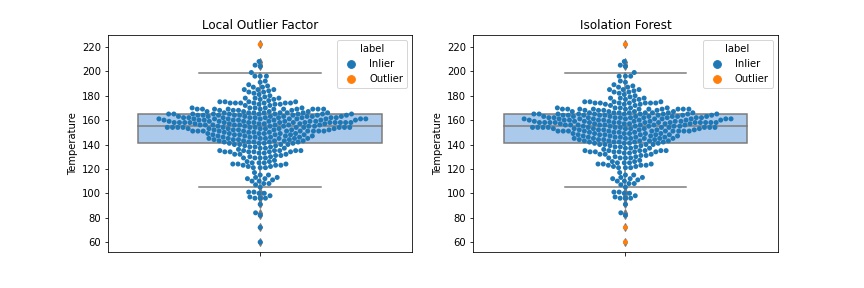 Local Outlier Factor
Temperature
220
200
180
160
140
120
100
80
60
label
Inlier
Outlier
Isolation Forest
Temperature
220
200
180
160
140
120
100
80
60
label
Inlier
Outlier